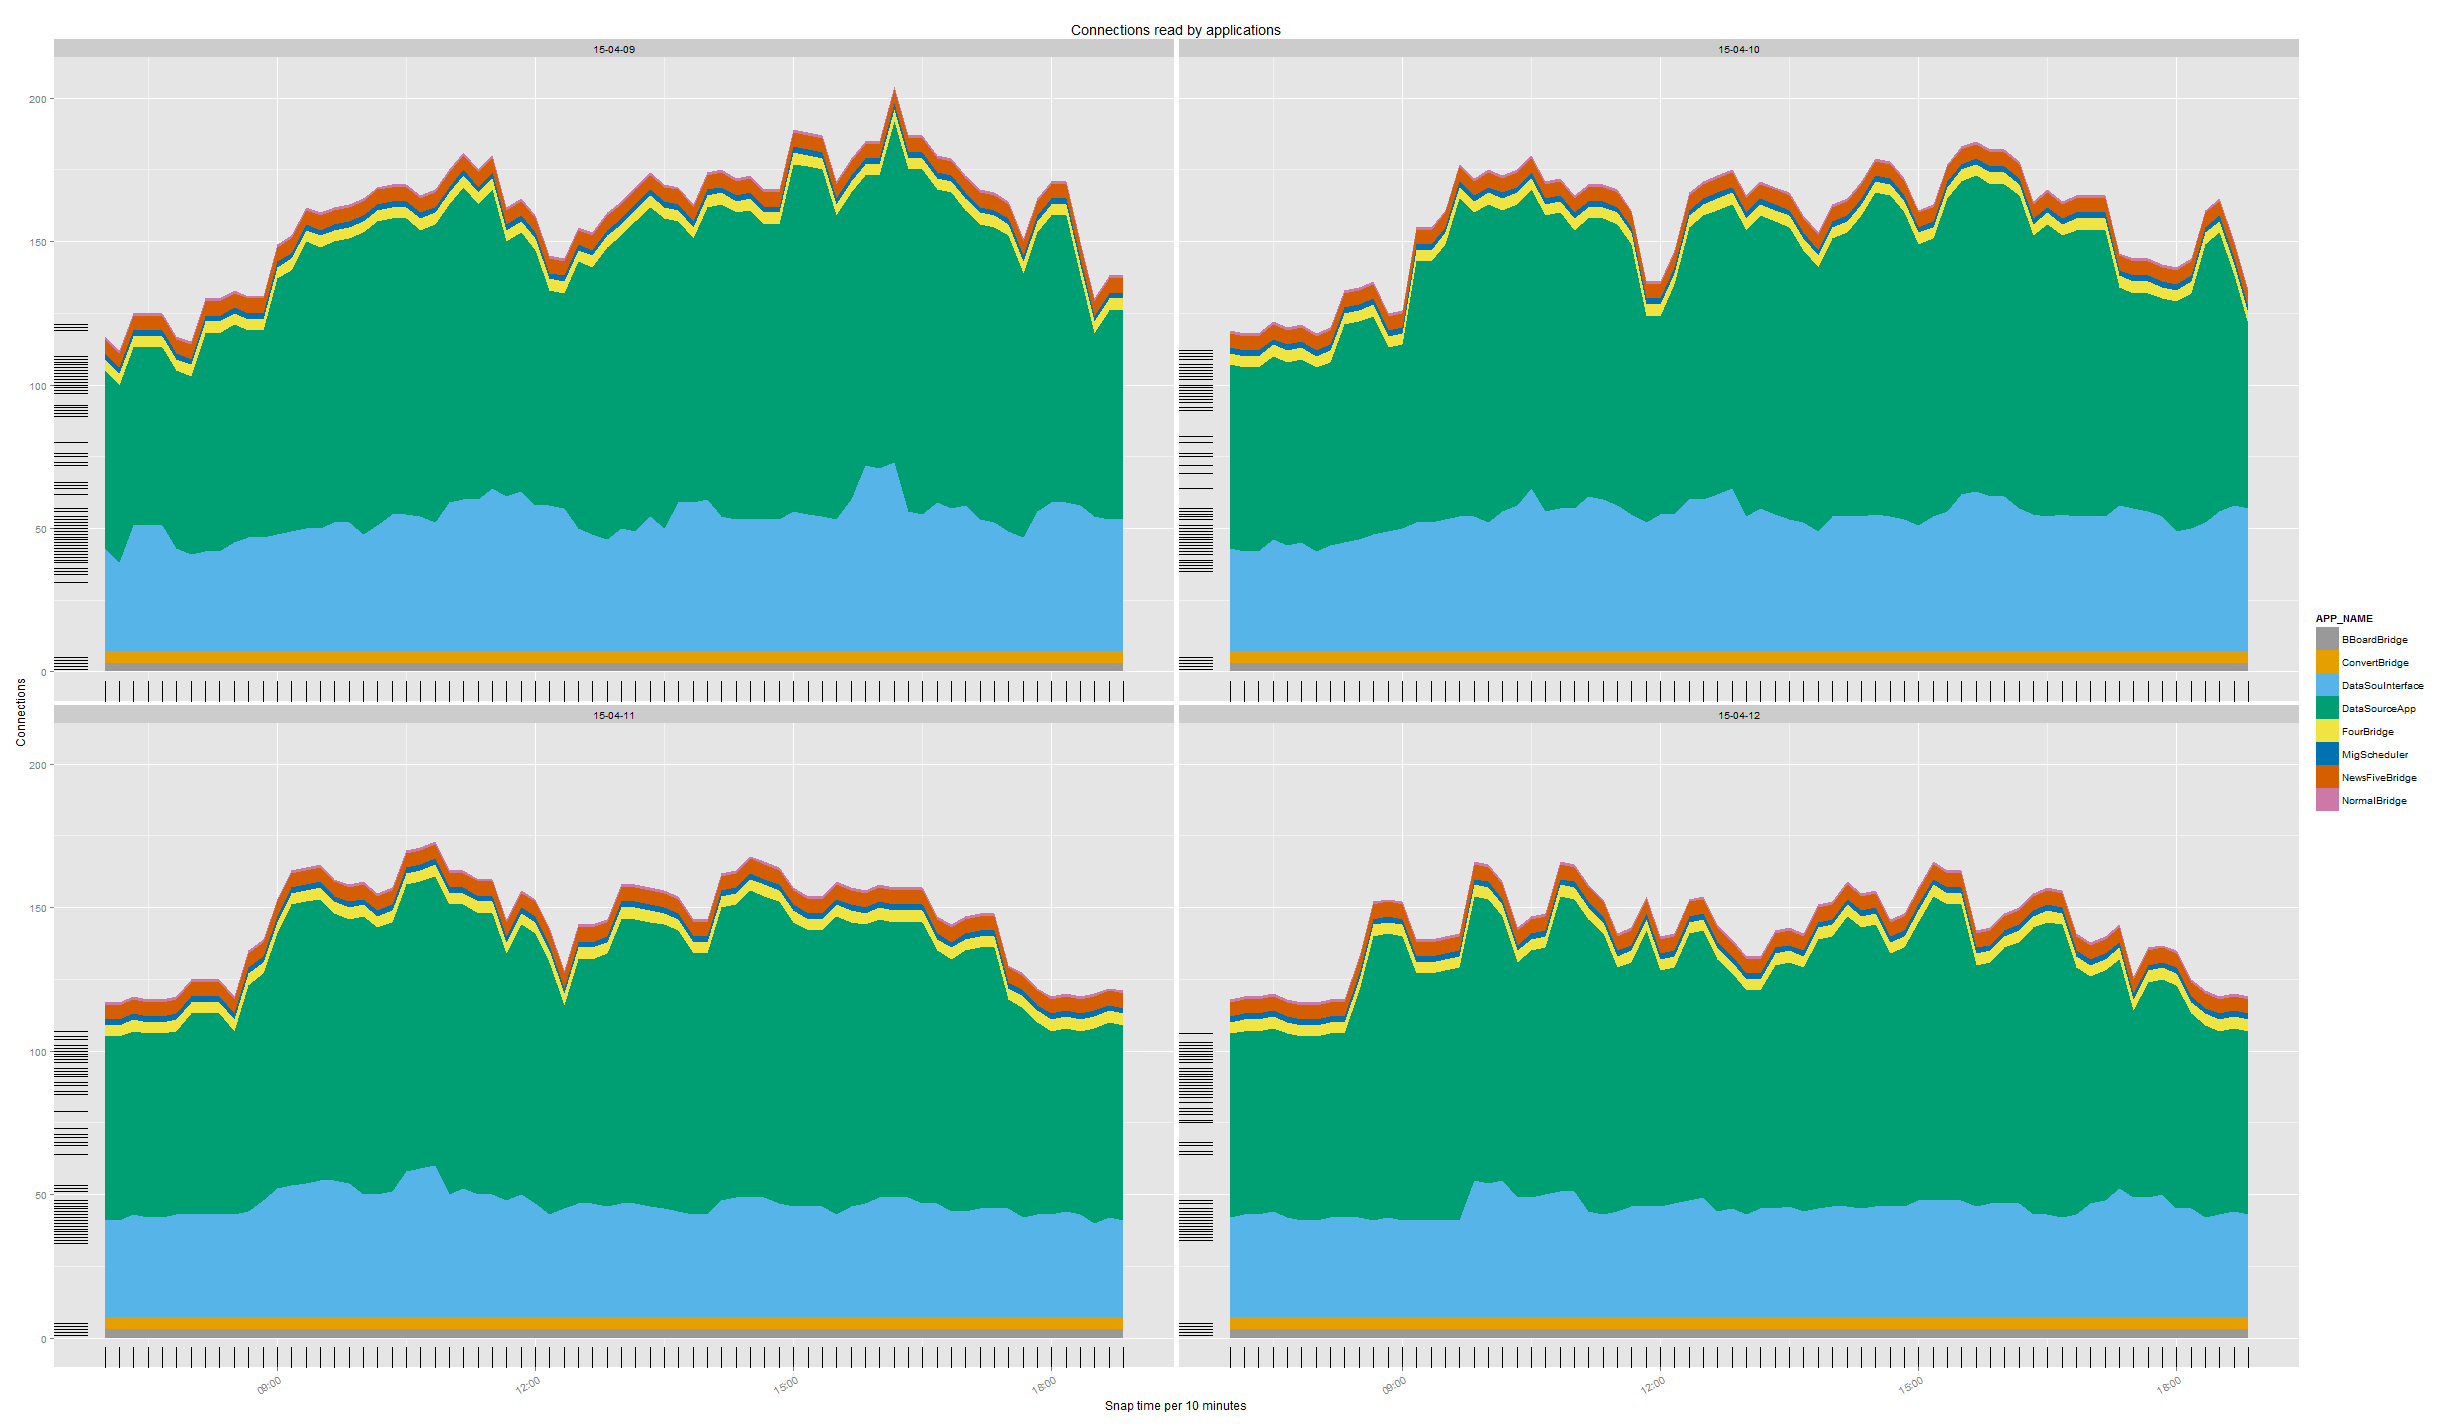 Connections read by applications
15-04-09
15-04-10
200
150
100
50
0
15-04-11
15-04-12
200
150
100
50
0
09:00
12:00
15:00
18:00
09:00
12:00
15:00
18:00
Connections
Snap time per 10 minutes
APP_NAME
BBoardBridge
ConvertBridge
DataSouInterface
DataSourceApp
FourBridge
MigScheduler
NewsFiveBridge
NormalBridge